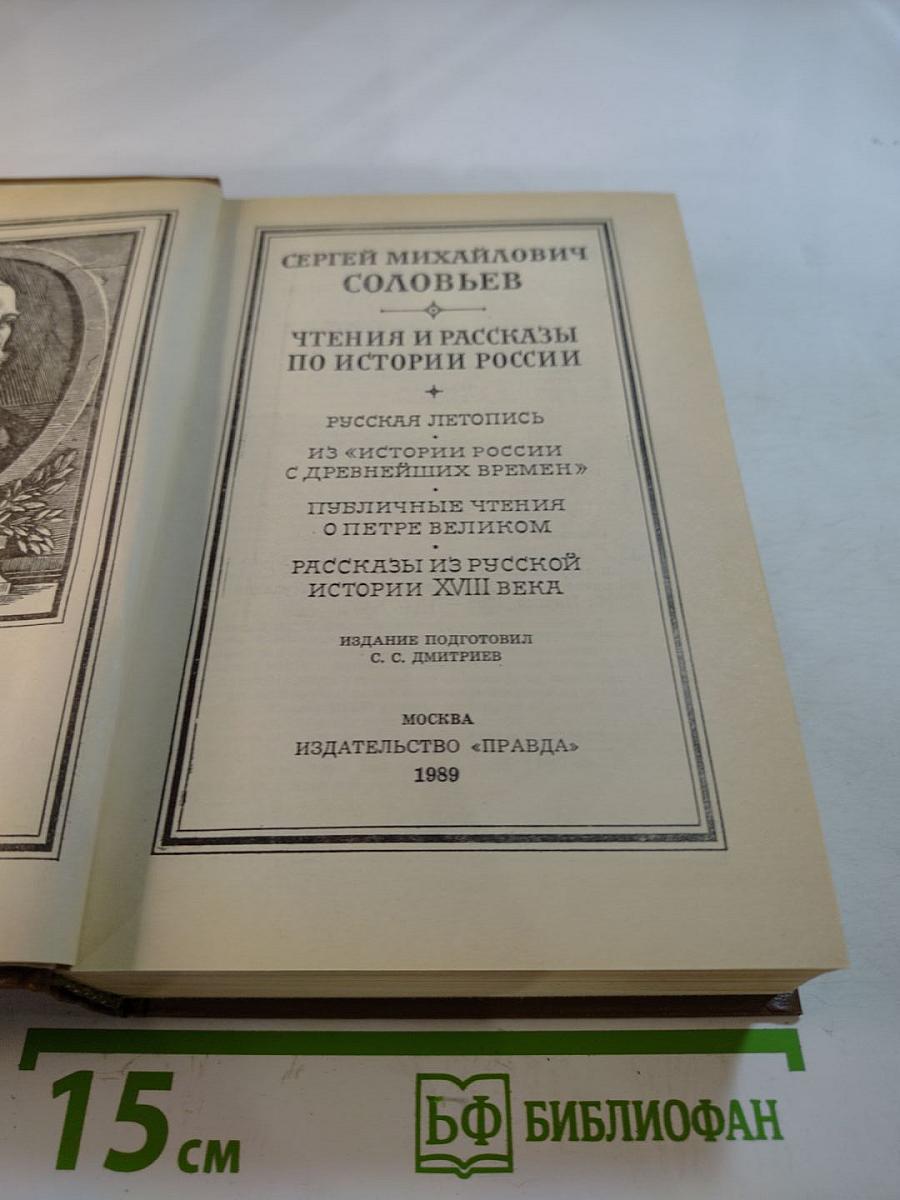 СЕРГЕЙ МИХАЙЛОВИЧ
СОЛОВЬЕВ
ЧТЕНИЯ И РАССКАЗЫ
ПО ИСТОРИИ РОССИИ
РУССКАЯ ЛЕТОПИСЬ
ИЗ «ИСТОРИИ РОССИИ
С ДРЕВНЕЙШИХ ВРЕМЕН»
ПУБЛИЧНЫЕ ЧТЕНИЯ
О ПЕТРЕ ВЕЛИКОМ
РАССКАЗЫ ИЗ РУССКОЙ
ИСТОРИИ XVIII ВЕКА
ИЗДАНИЕ ПОДГОТОВИЛ
С. С. ДМИТРИЕВ
МОСКВА
ИЗДАТЕЛЬСТВО «ПРАВДА»
1989
15 см
БФ БИБЛИОФАН